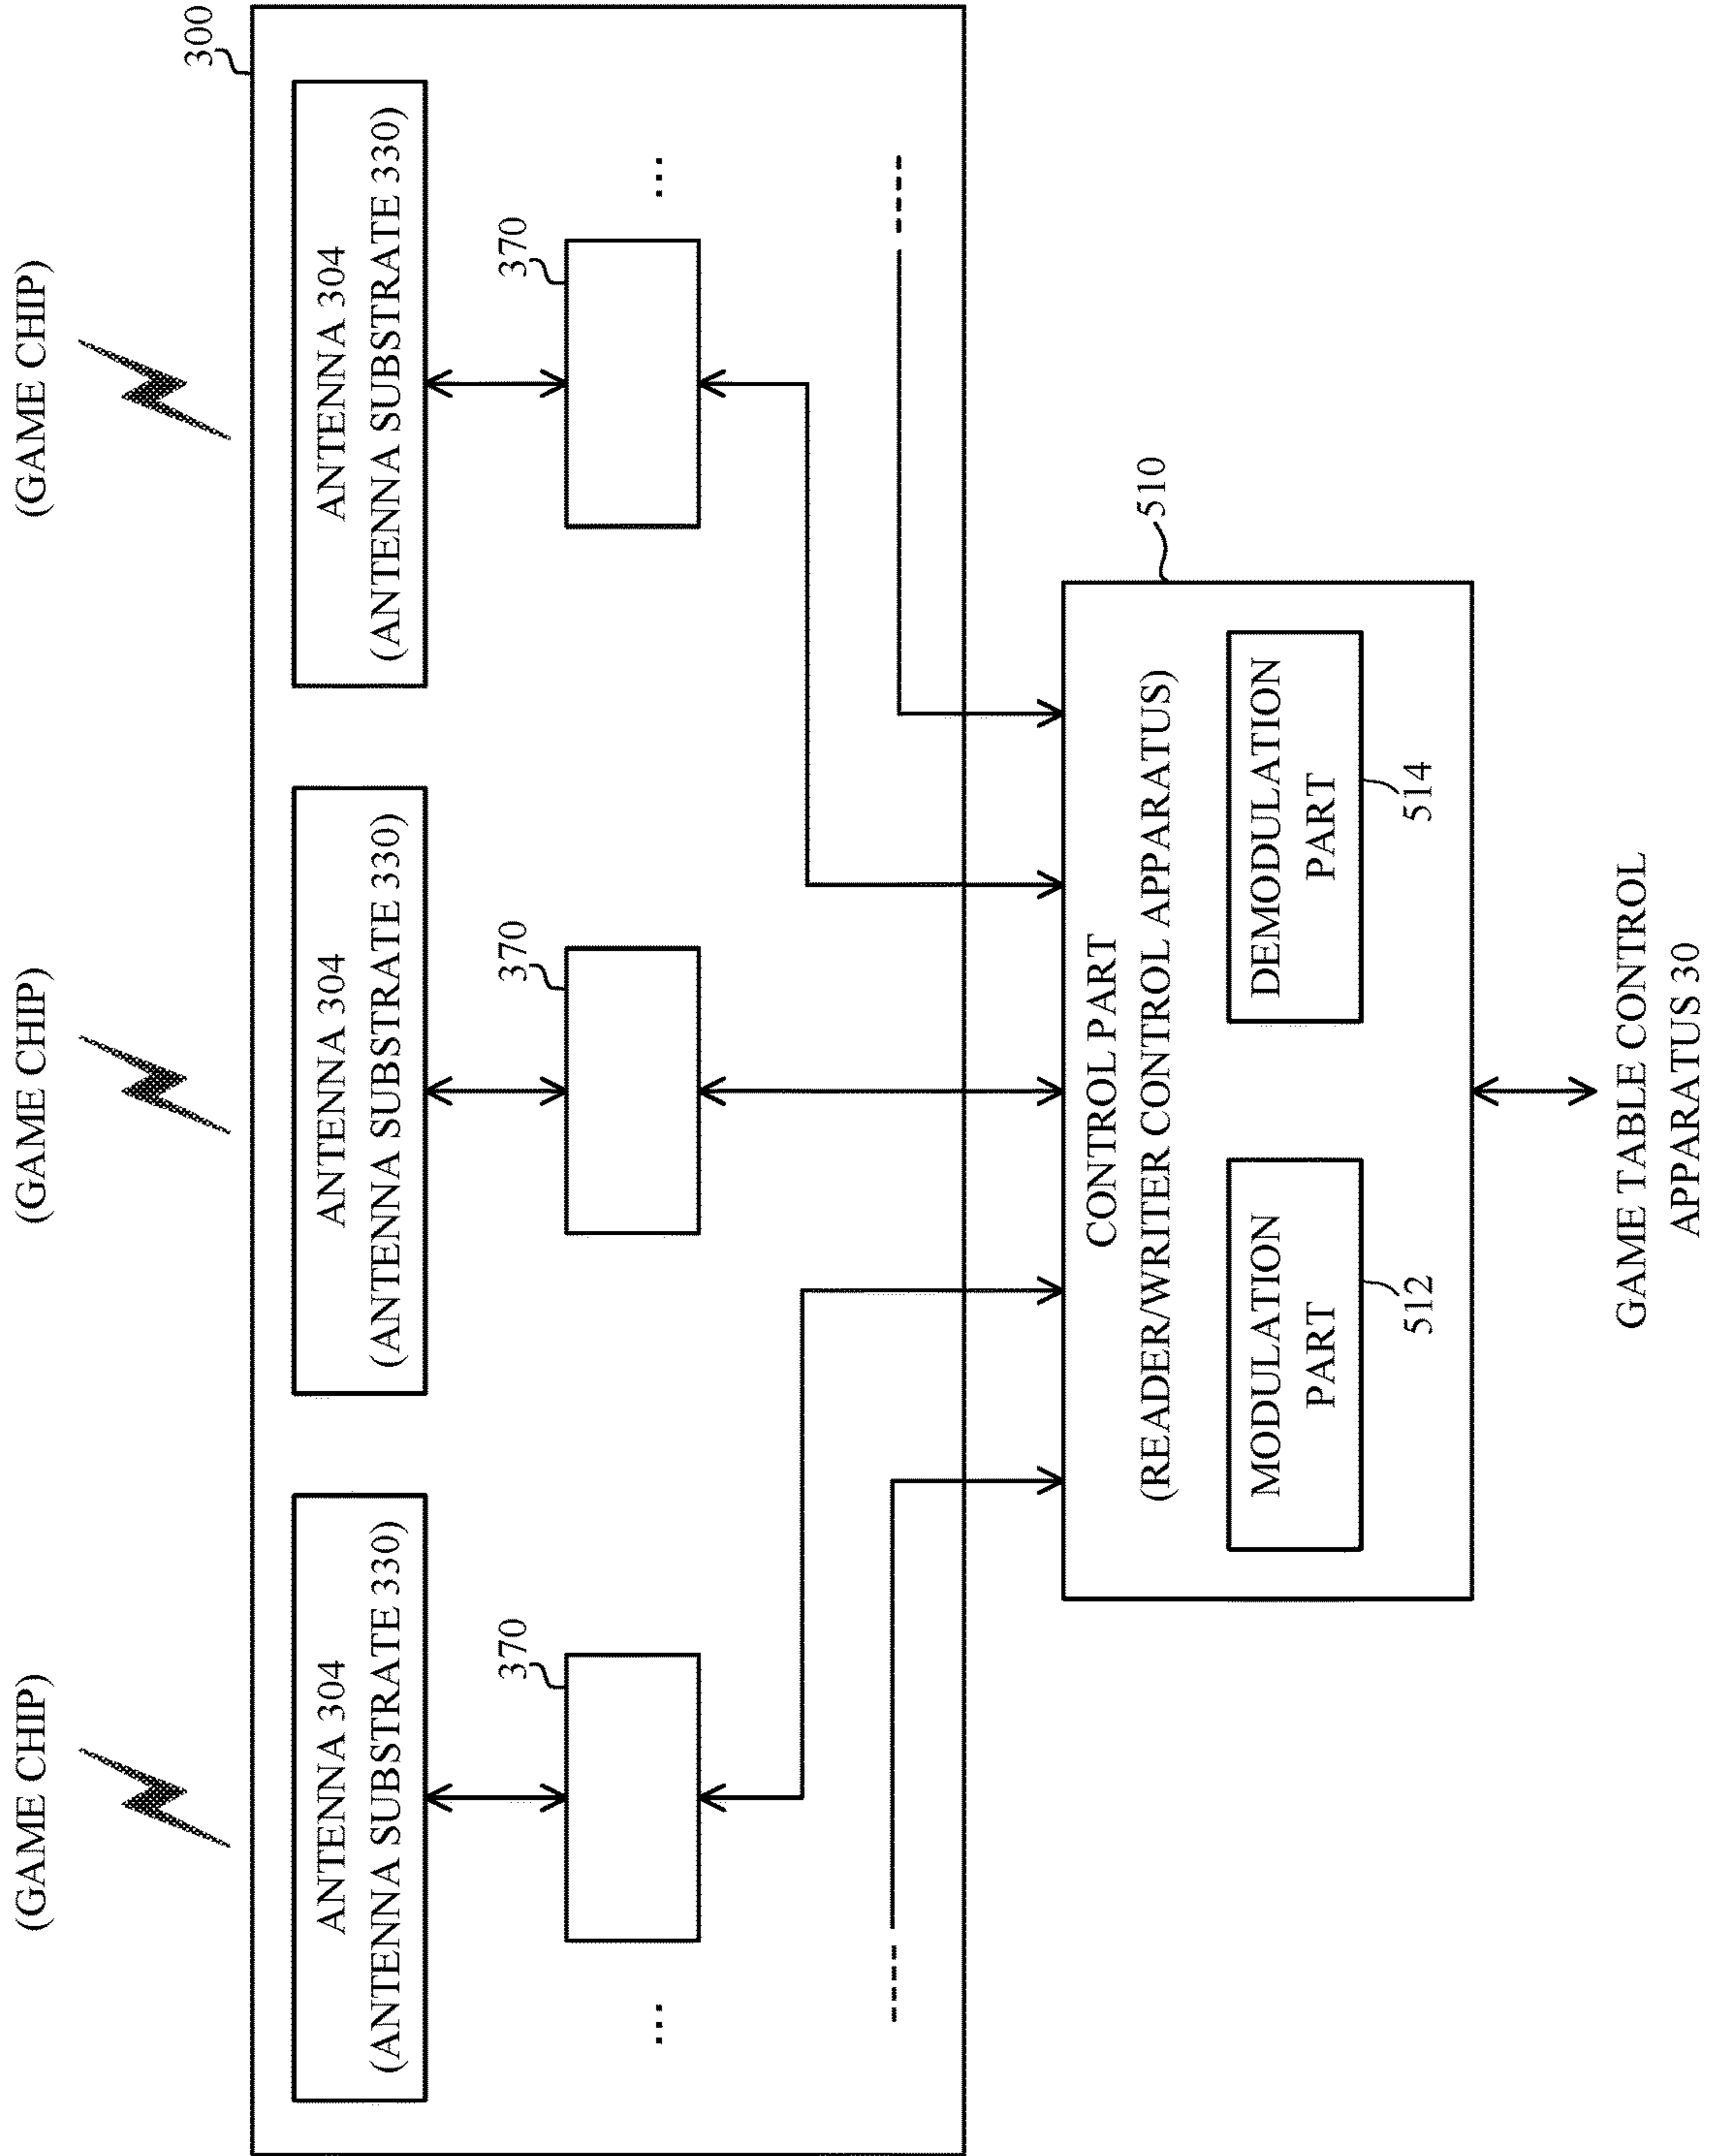 (GAME CHIP)
(GAME CHIP)
(GAME CHIP)
300
ANTENNA 304
(ANTENNA SUBSTRATE 330)
ANTENNA 304
(ANTENNA SUBSTRATE 330)
ANTENNA 304
(ANTENNA SUBSTRATE 330)
370
370
370
...
...
510
CONTROL PART
(READER/WRITER CONTROL APPARATUS)
MODULATION
PART
512
DEMODULATION
PART
514
GAME TABLE CONTROL
APPARATUS 30